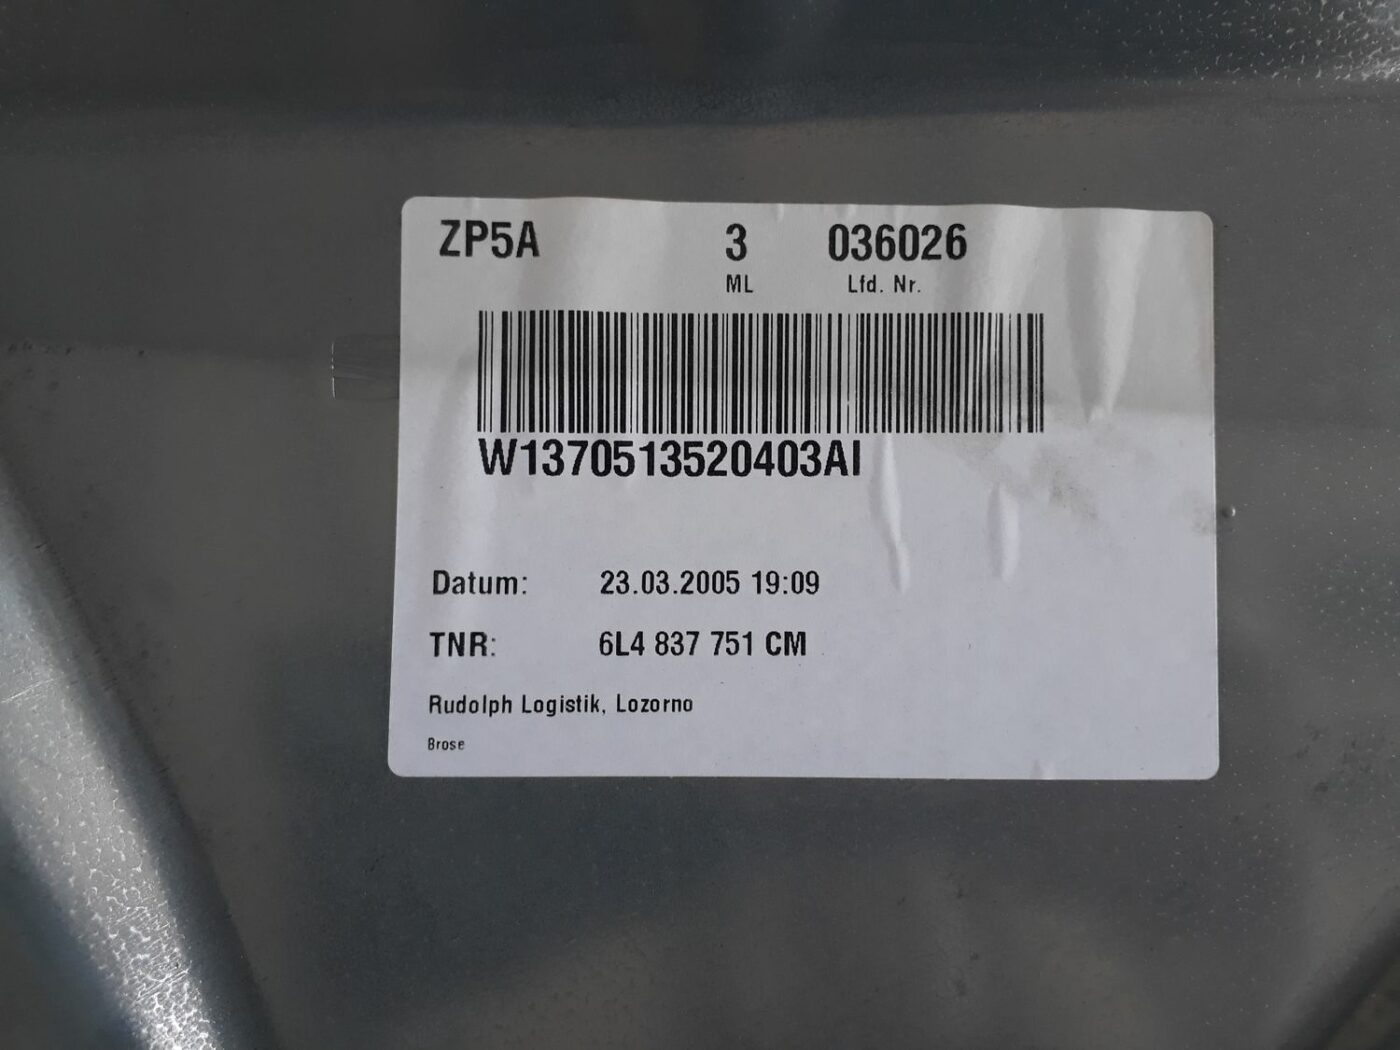 ZP5A 3 036026
ML Lfd. Nr.
W1370513520403AI
Datum: 23.03.2005 19:09
TNR: 6L4 837 751 CM
Rudolph Logistik, Lozorno
Brose